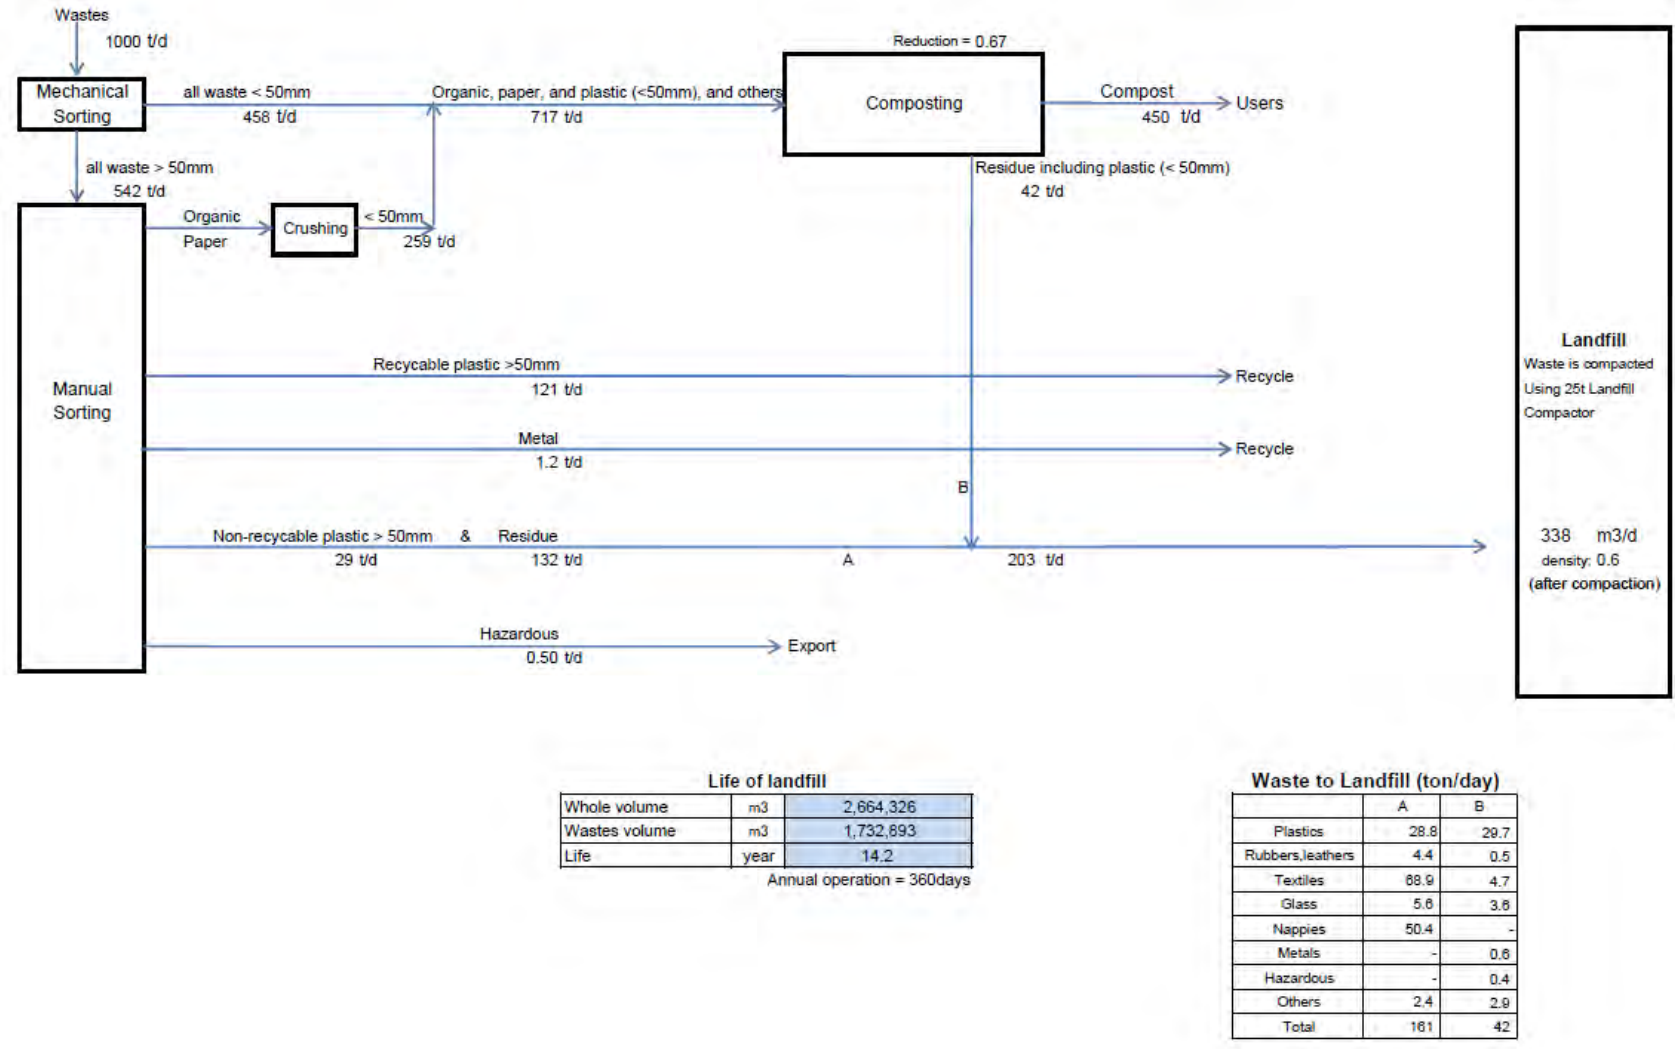 Wastes
1000 t/d
Mechanical
Sorting
all waste < 50mm
458 t/d
Organic, paper, and plastic (<50mm), and others
717 t/d
Reduction = 0.67
Composting
Compost
450 t/d
Users
all waste > 50mm
542 t/d
Residue including plastic (< 50mm)
42 t/d
Organic
Paper
Crushing
< 50mm
259 t/d
Manual
Sorting
Recycable plastic >50mm
121 t/d
Recycle
Metal
1.2 t/d
Recycle
B
Non-recycable plastic > 50mm & Residue
29 t/d
132 t/d
A
203 t/d
Hazardous
0.50 t/d
Export
Landfill
Waste is compacted
Using 25t Landfill
Compactor
338 m3/d
density: 0.6
(after compaction)
Life of landfill
Whole volume m3 2,664,326
Wastes volume m3 1,732,893
Life year 14.2
Annual operation = 360days
Waste to Landfill (ton/day)
A B
Plastics 28.8 29.7
Rubbers,leathers 4.4 0.5
Textiles 68.9 4.7
Glass 5.6 3.6
Nappies 50.4 -
Metals - 0.6
Hazardous - 0.4
Others 2.4 2.9
Total 161 42